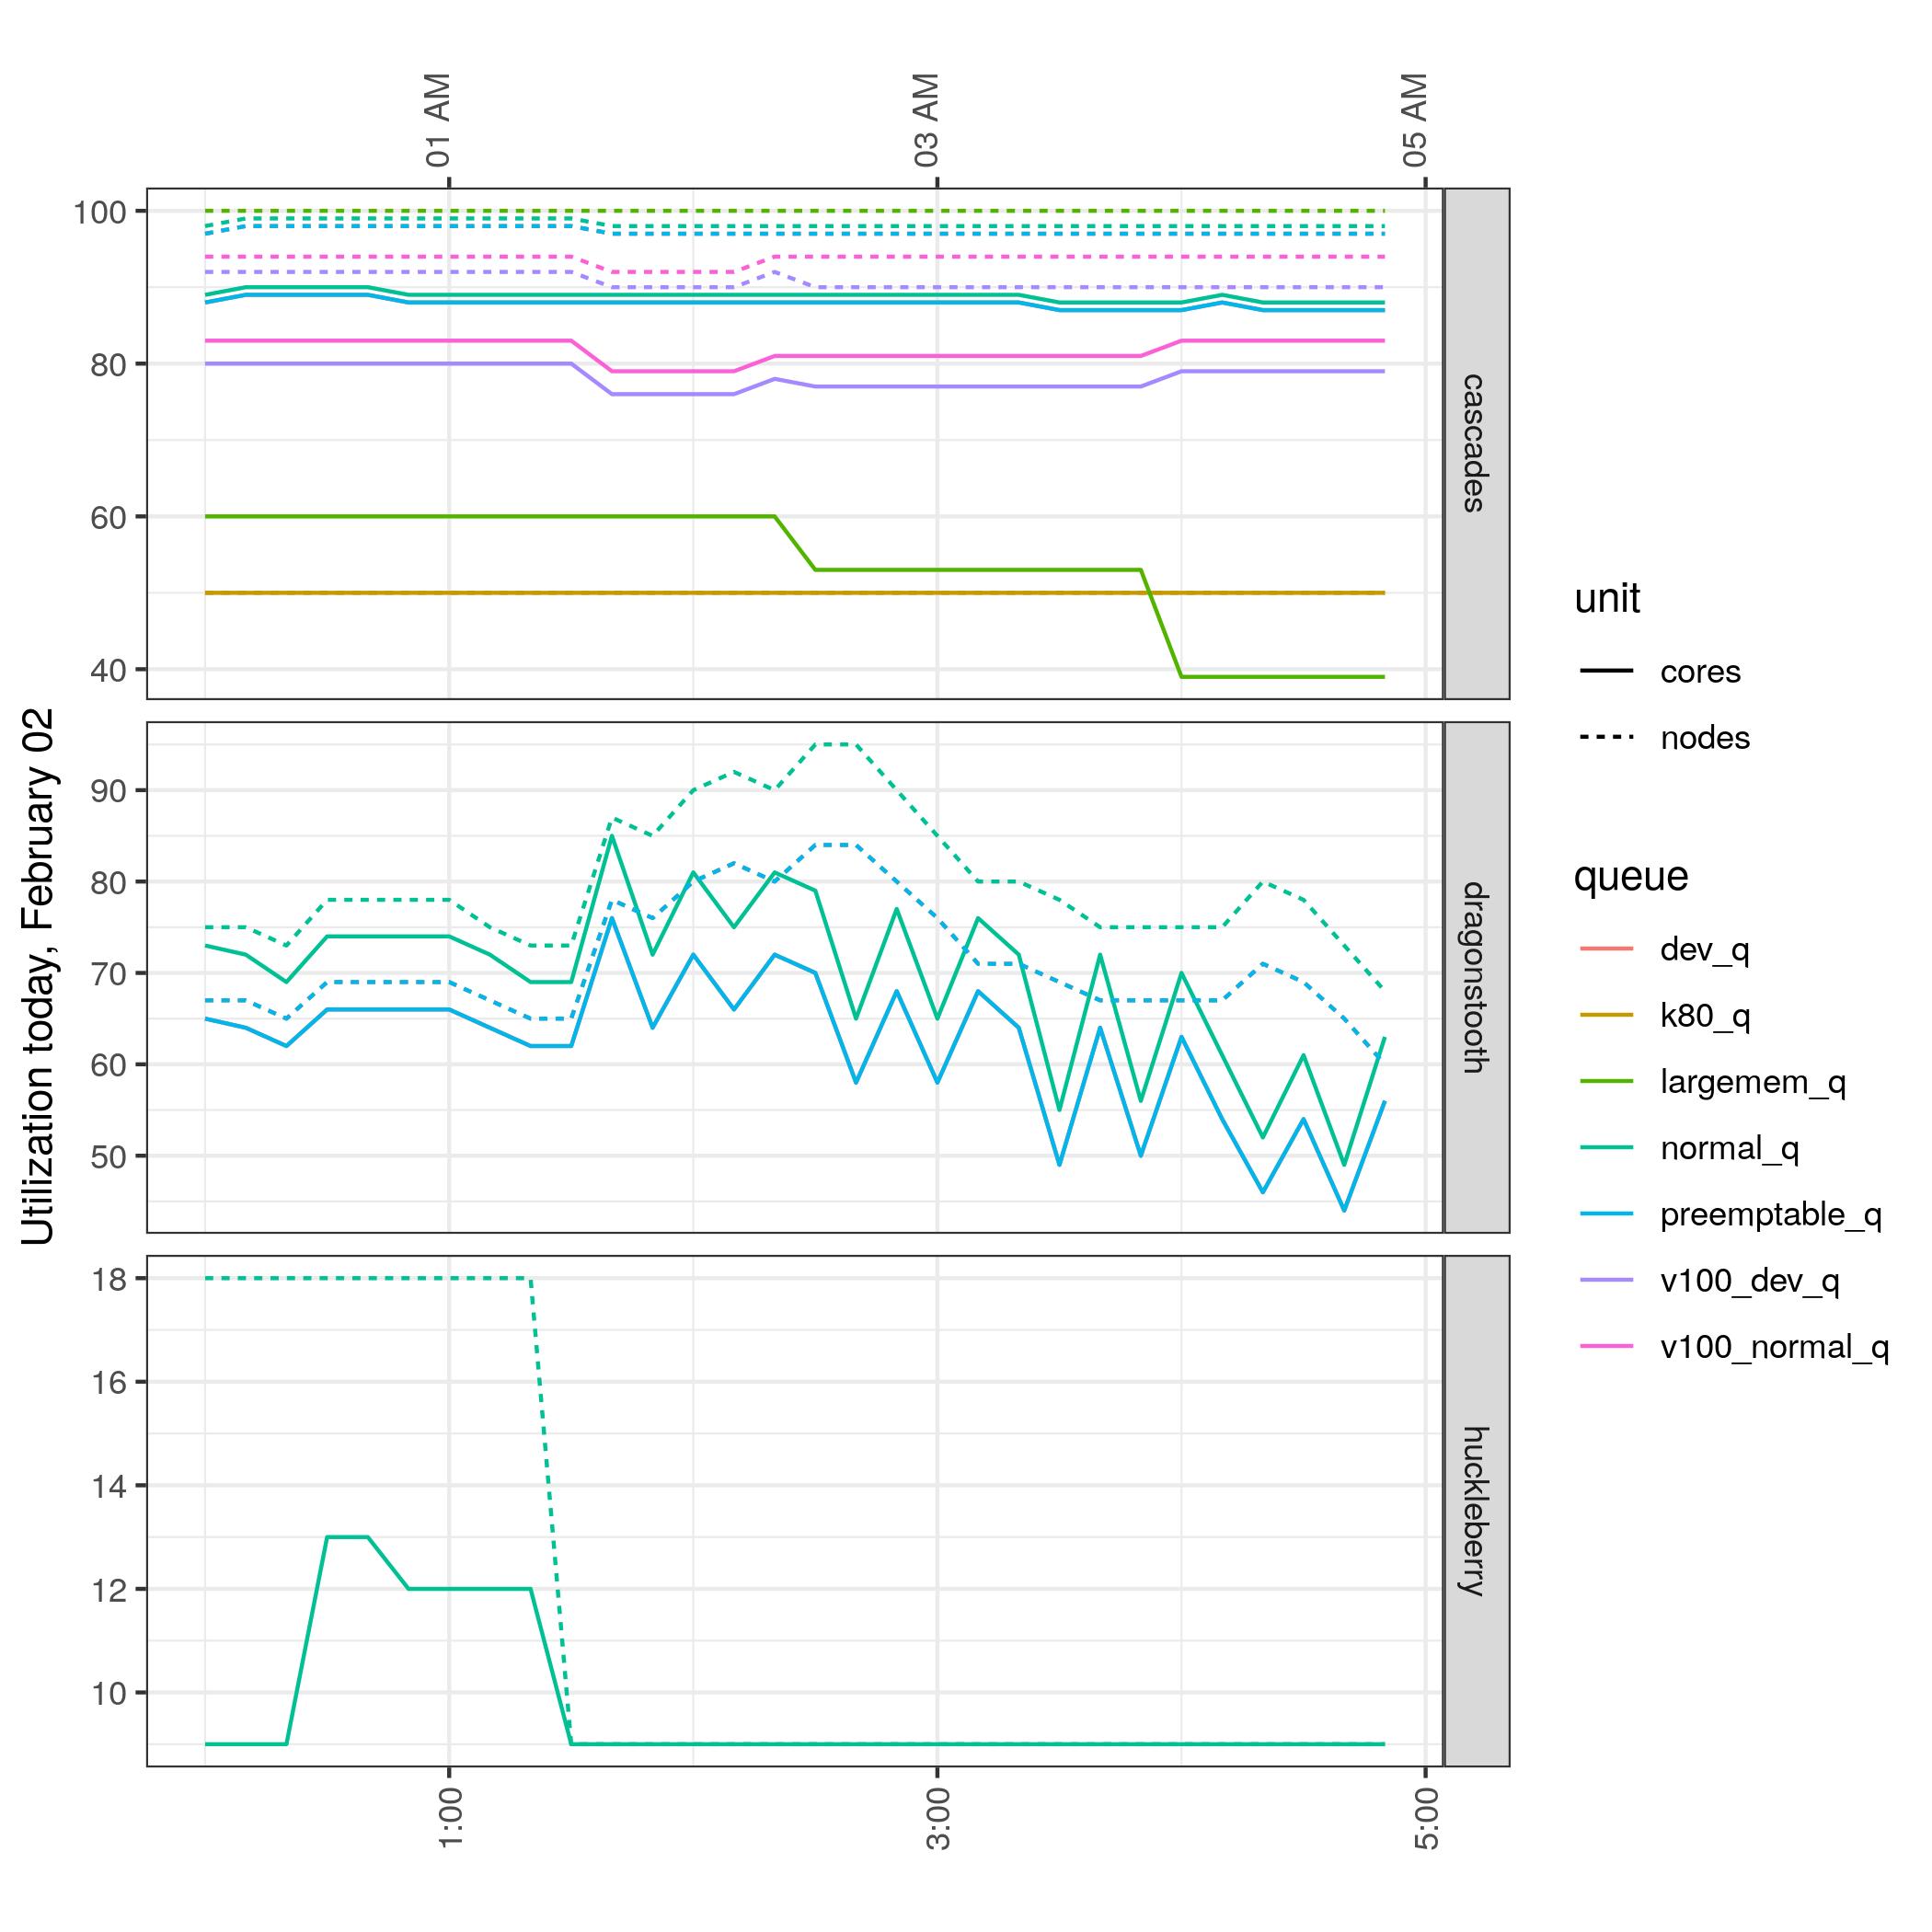 01 AM
03 AM
05 AM
Utilization today, February 02
100
80
60
40
cascades
90
80
70
60
50
dragonstooth
18
16
14
12
10
huckleberry
1:00
3:00
5:00
unit
cores
nodes
queue
dev_q
k80_q
largemem_q
normal_q
preemptable_q
v100_dev_q
v100_normal_q